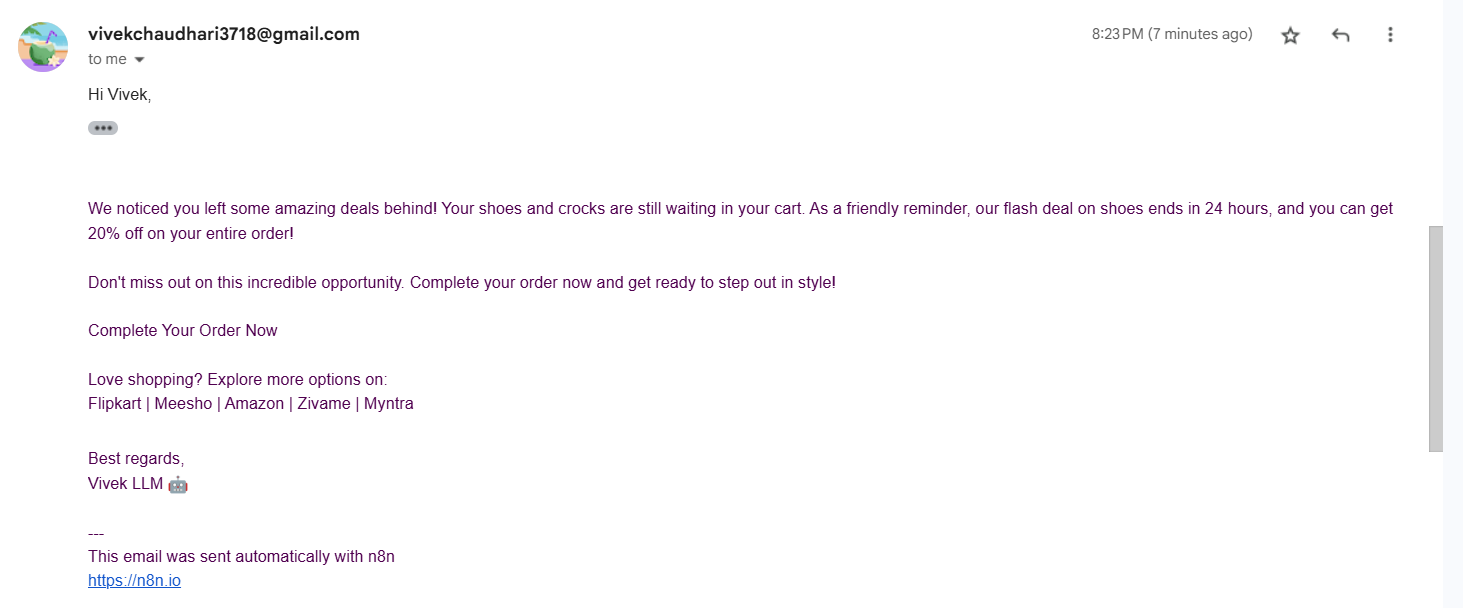 vivekchaudhari3718@gmail.com
8:23 PM (7 minutes ago)
to me
Hi Vivek,
We noticed you left some amazing deals behind! Your shoes and crocks are still waiting in your cart. As a friendly reminder, our flash deal on shoes ends in 24 hours, and you can get
20% off on your entire order!
Don't miss out on this incredible opportunity. Complete your order now and get ready to step out in style!
Complete Your Order Now
Love shopping? Explore more options on:
Flipkart | Meesho | Amazon | Zivame | Myntra
Best regards,
Vivek LLM 🤖
---
This email was sent automatically with n8n
https://n8n.io